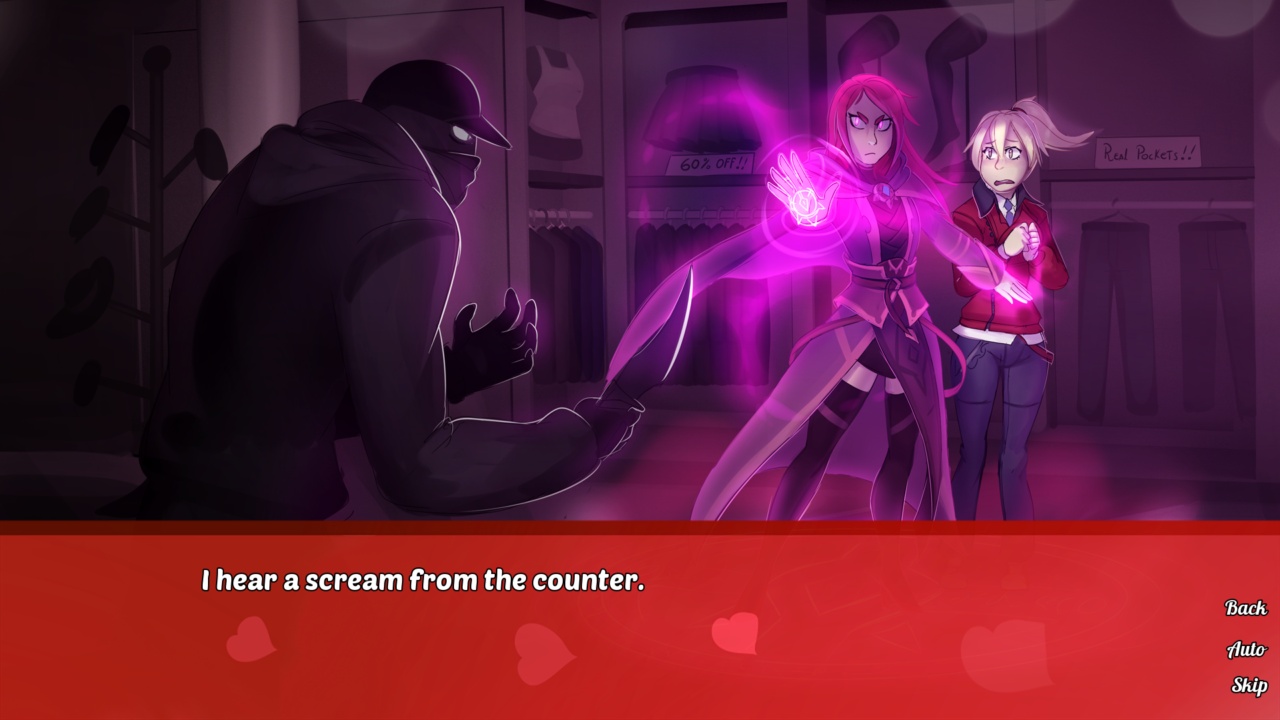 60% OFF!!
Real Pockets!!
I hear a scream from the counter.
Back
Auto
Skip